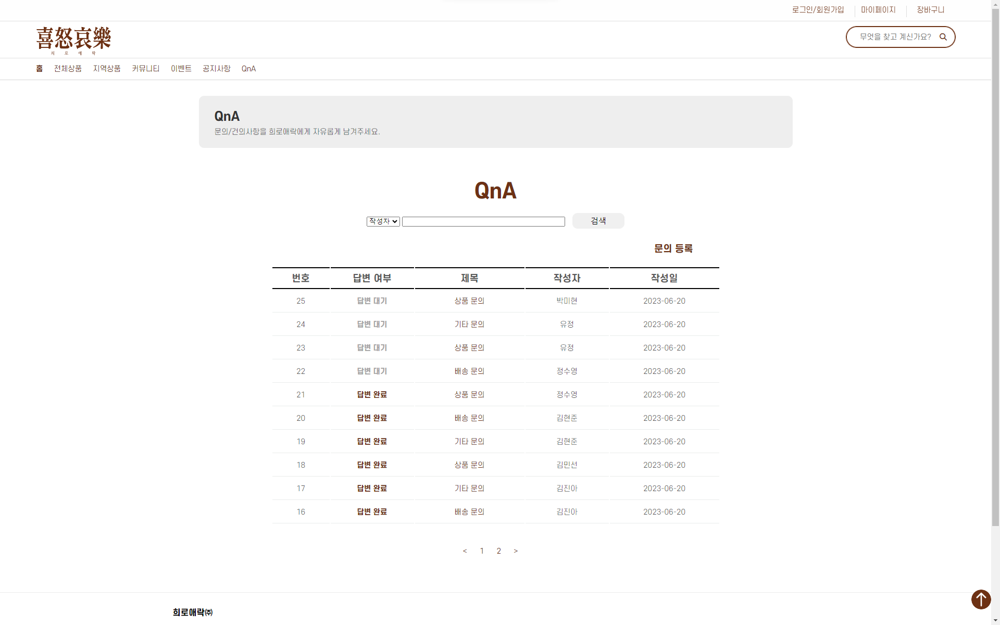 로그인/회원가입 마이페이지 장바구니
喜怒哀樂
희 로 애 락
무엇을 찾고 계신가요?
홈 전체상품 지역상품 커뮤니티 이벤트 공지사항 QnA
QnA
문의/건의사항을 희로애락에게 자유롭게 남겨주세요.
QnA
작성자 검색
문의 등록
번호 답변 여부 제목 작성자 작성일
25 답변 대기 상품 문의 박미현 2023-06-20
24 답변 대기 기타 문의 유정 2023-06-20
23 답변 대기 상품 문의 유정 2023-06-20
22 답변 대기 배송 문의 정수영 2023-06-20
21 답변 완료 상품 문의 정수영 2023-06-20
20 답변 완료 배송 문의 김현준 2023-06-20
19 답변 완료 기타 문의 김현준 2023-06-20
18 답변 완료 상품 문의 김민선 2023-06-20
17 답변 완료 기타 문의 김진아 2023-06-20
16 답변 완료 배송 문의 김진아 2023-06-20
< 1 2 >
희로애락㈜